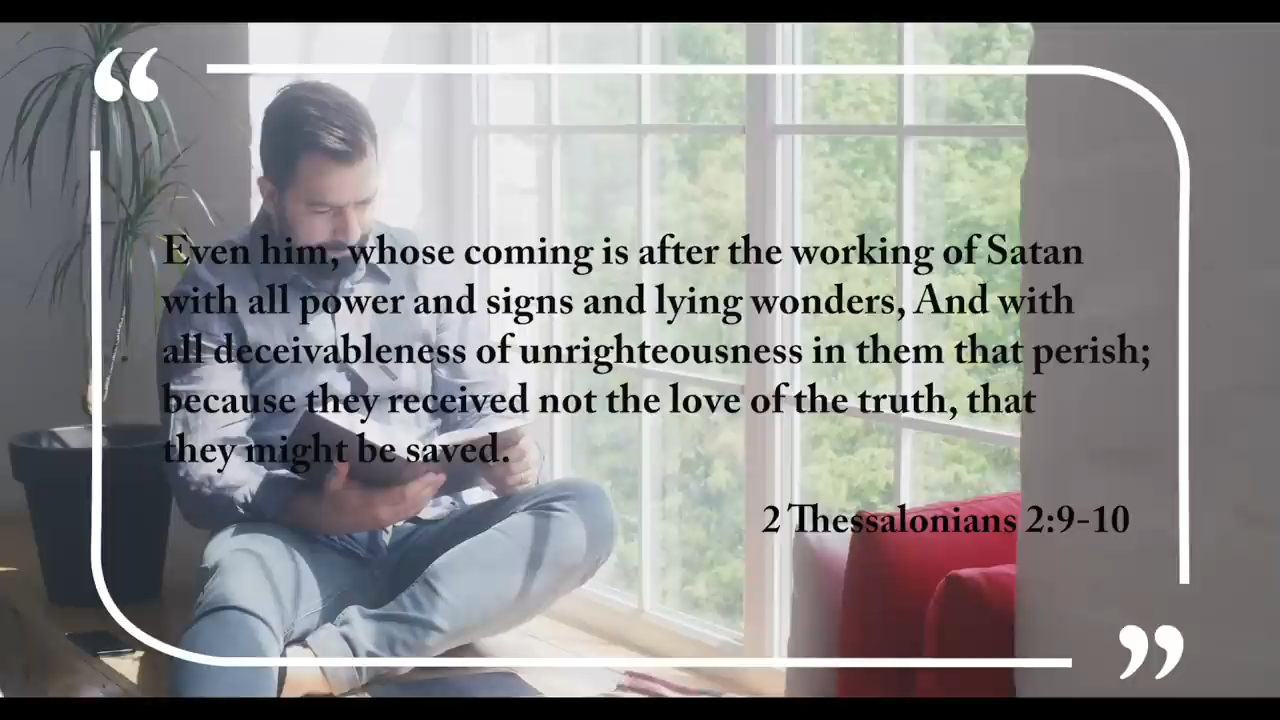 Even him, whose coming is after the working of Satan
with all power and signs and lying wonders, And with
all deceivableness of unrighteousness in them that perish;
because they received not the love of the truth, that
they might be saved.
2 Thessalonians 2:9-10